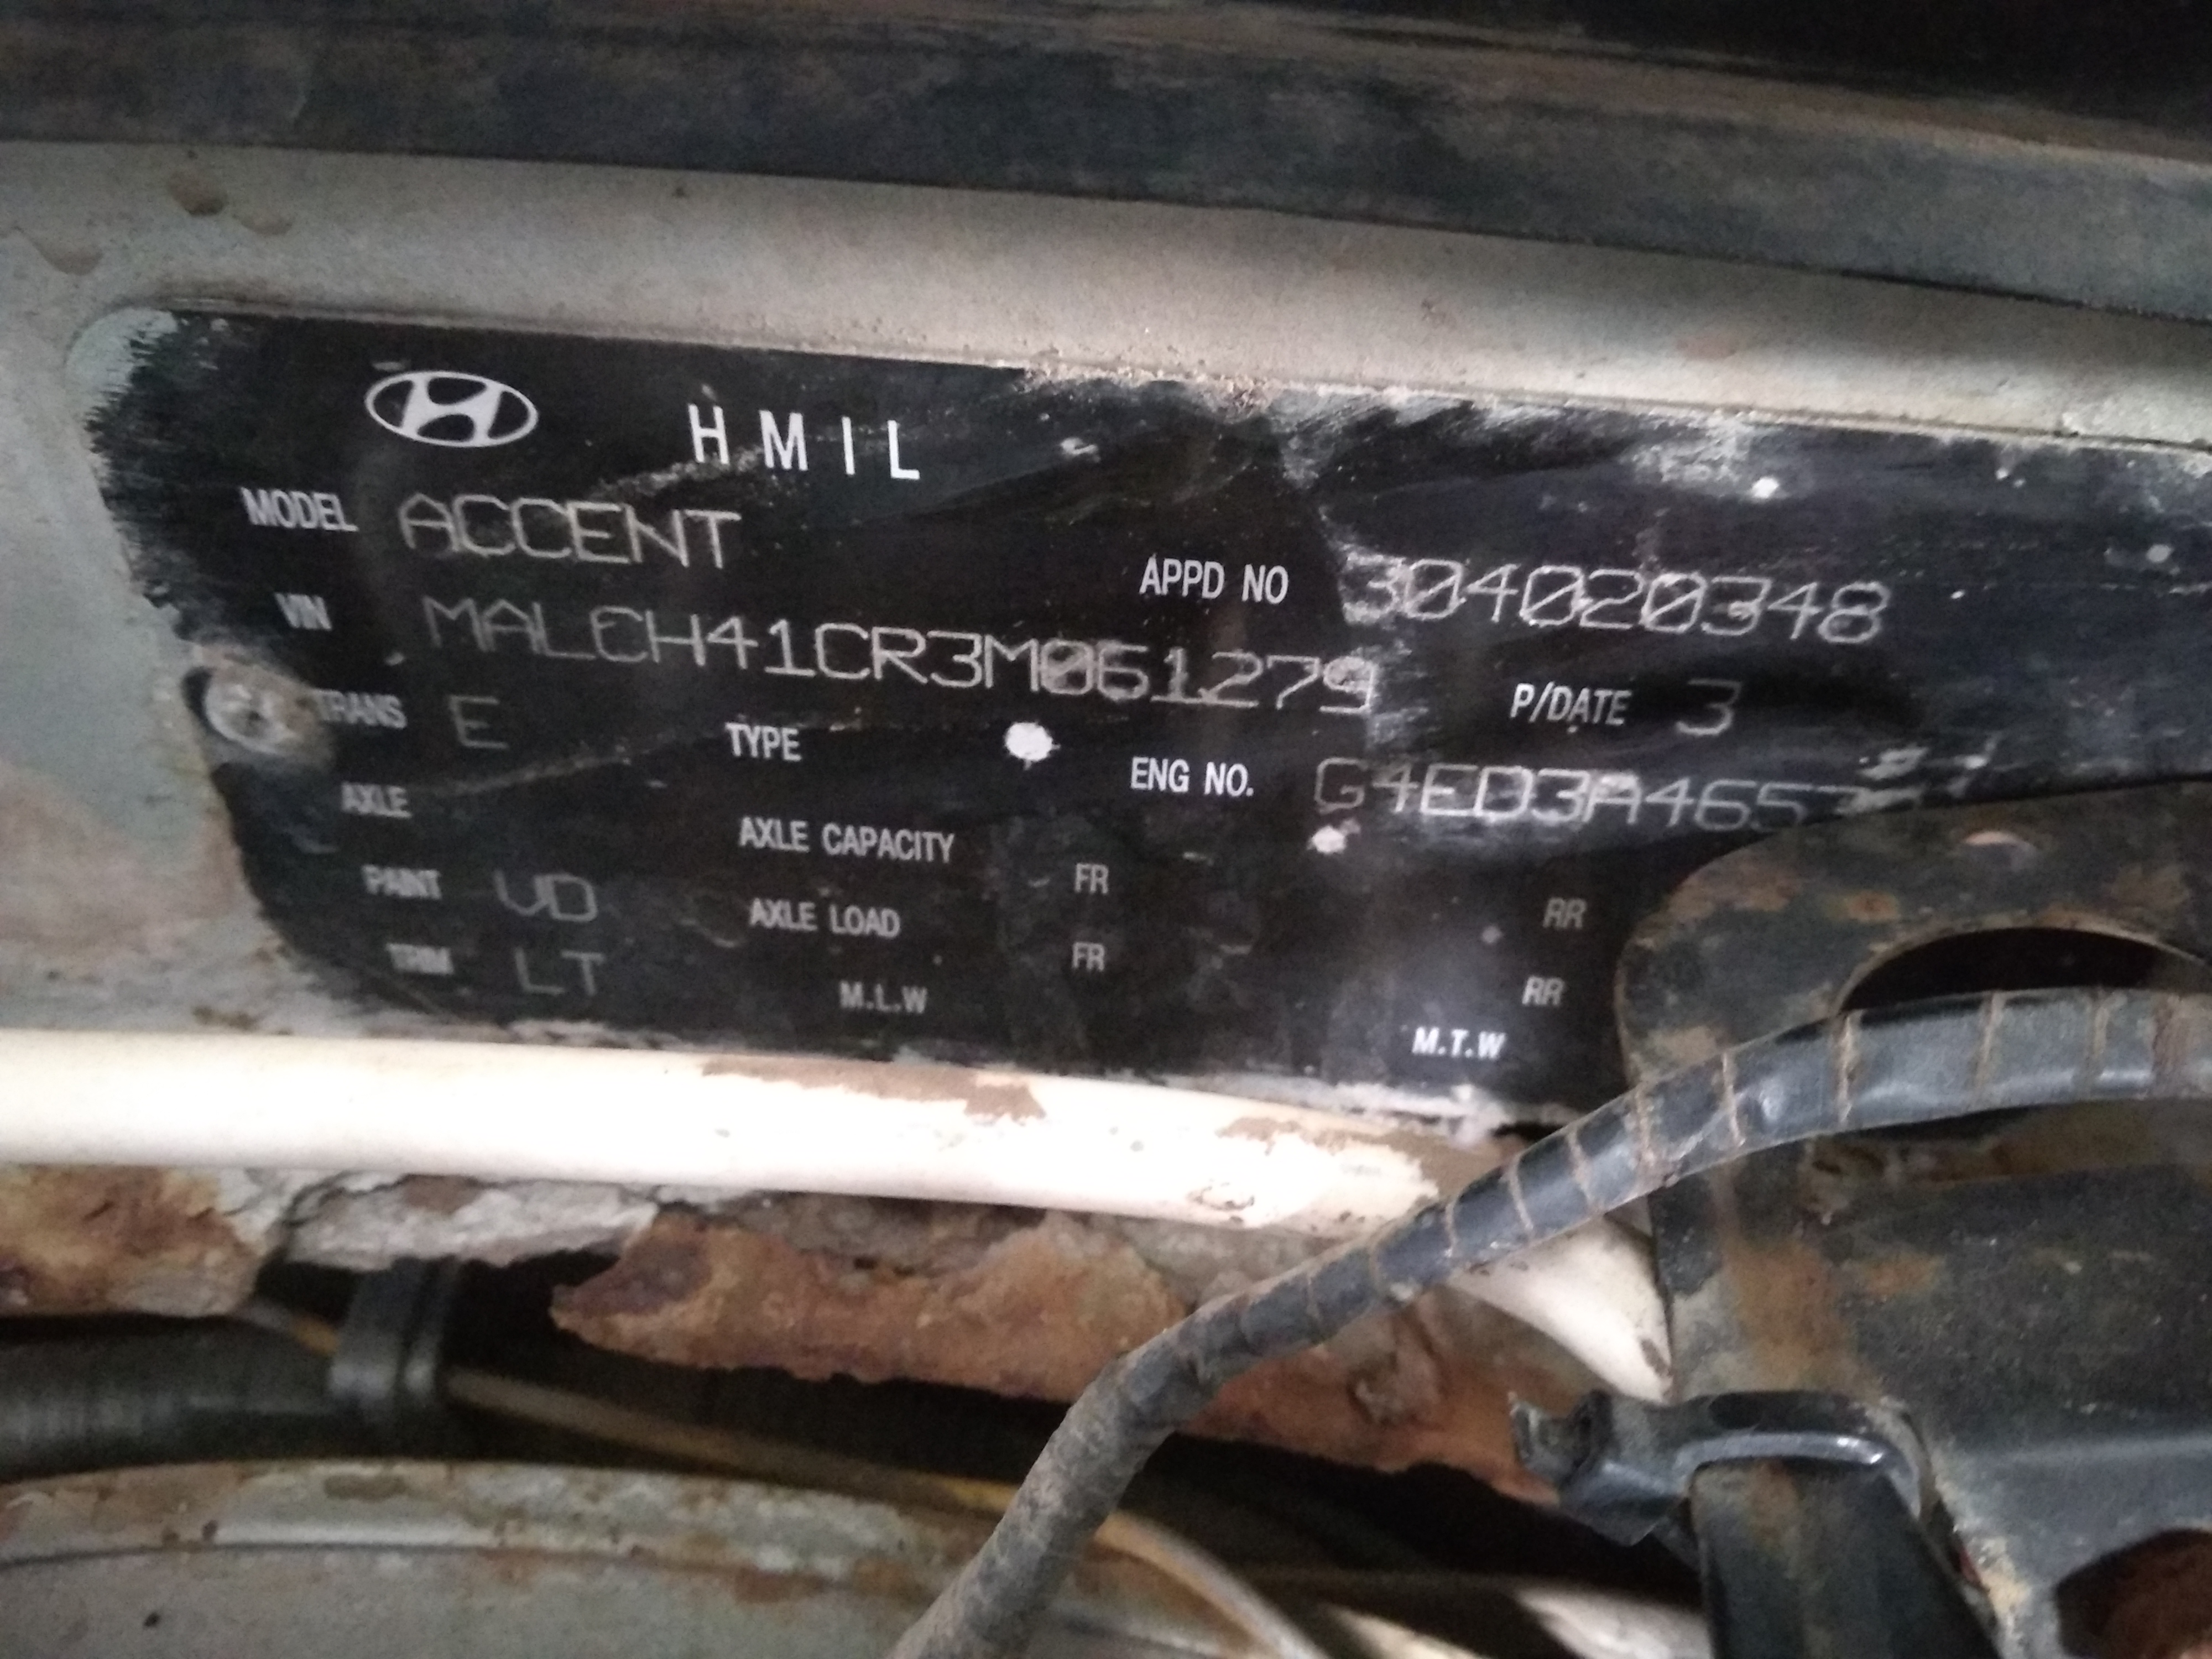 HMIL
MODEL ACCENT
APPD NO 304020348
VIN MALCH41CR3M061279
P/DATE 3
TRANS E TYPE
ENG NO.
AXLE
AXLE CAPACITY FR RR
PAINT UD
AXLE LOAD FR RR
TRIM LT
M.L.W M.T.W